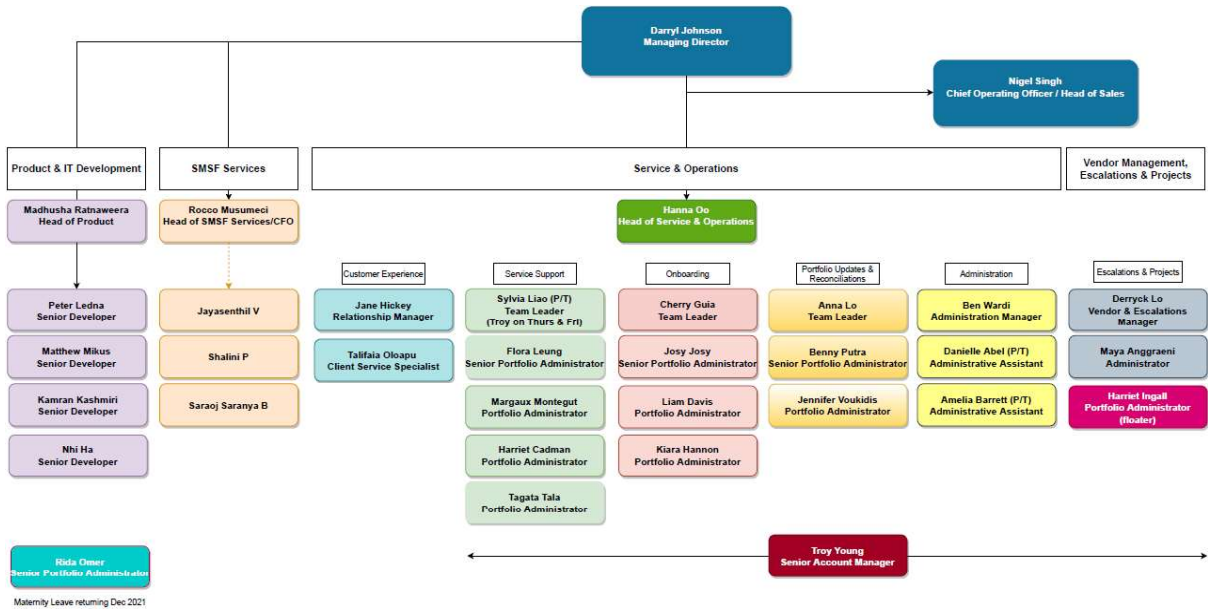 Darryl Johnson
Managing Director
Nigel Singh
Chief Operating Officer / Head of Sales
Product & IT Development
SMSF Services
Service & Operations
Vendor Management,
Escalations & Projects
Madhusha Ratnaweera
Head of Product
Rocco Musumeci
Head of SMSF Services/CFO
Hanna Oo
Head of Service & Operations
Customer Experience
Service Support
Onboarding
Portfolio Updates &
Reconciliations
Administration
Escalations & Projects
Peter Ledna
Senior Developer
Matthew Mikus
Senior Developer
Kamran Kashmiri
Senior Developer
Nhi Ha
Senior Developer
Jayasenthil V
Shalini P
Saraoj Saranya B
Jane Hickey
Relationship Manager
Talifaia Oloapu
Client Service Specialist
Sylvia Liao (P/T)
Team Leader
(Troy on Thurs & Fri)
Flora Leung
Senior Portfolio Administrator
Margaux Montegut
Portfolio Administrator
Harriet Cadman
Portfolio Administrator
Tagata Tala
Portfolio Administrator
Cherry Guia
Team Leader
Josy Josy
Senior Portfolio Administrator
Liam Davis
Portfolio Administrator
Kiara Hannon
Portfolio Administrator
Anna Lo
Team Leader
Benny Putra
Senior Portfolio Administrator
Jennifer Voukidis
Portfolio Administrator
Ben Wardi
Administration Manager
Danielle Abel (P/T)
Administrative Assistant
Amelia Barrett (P/T)
Administrative Assistant
Derryck Lo
Vendor & Escalations
Manager
Maya Anggraeni
Administrator
Harriet Ingall
Portfolio Administrator
(floater)
Rida Omer
Senior Portfolio Administrator
Maternity Leave returning Dec 2021
Troy Young
Senior Account Manager